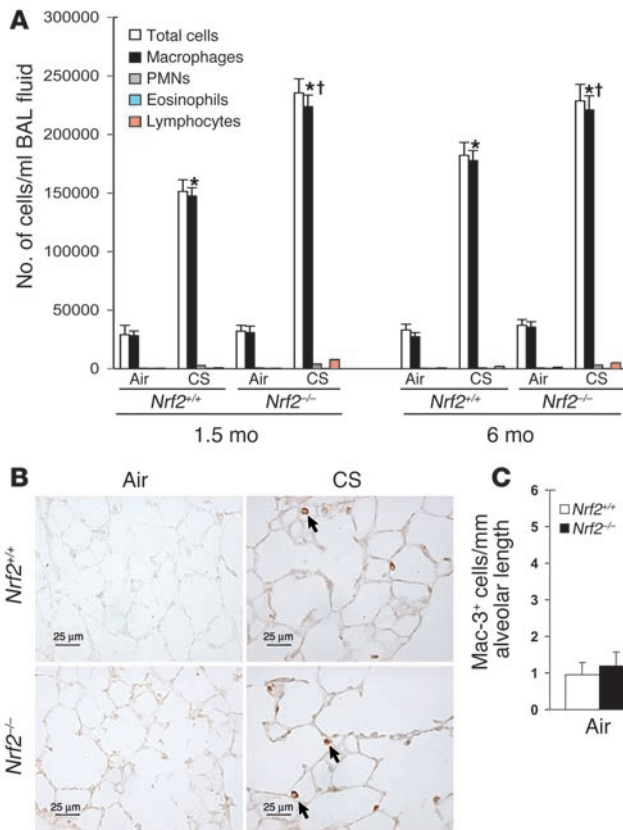 A
300000
250000
200000
150000
100000
50000
0
No. of cells/ml BAL fluid
Total cells
Macrophages
PMNs
Eosinophils
Lymphocytes
*
*†
*
*†
Air CS Air CS Air CS Air CS
Nrf2+/+ Nrf2–/– Nrf2+/+ Nrf2–/–
1.5 mo 6 mo
B
Air CS
Nrf2+/+
25 µm 25 µm
Nrf2–/–
25 µm 25 µm
C
Mac-3+ cells/mm
alveolar length
6
5
4
3
2
1
0
Nrf2+/+
Nrf2–/–
Air